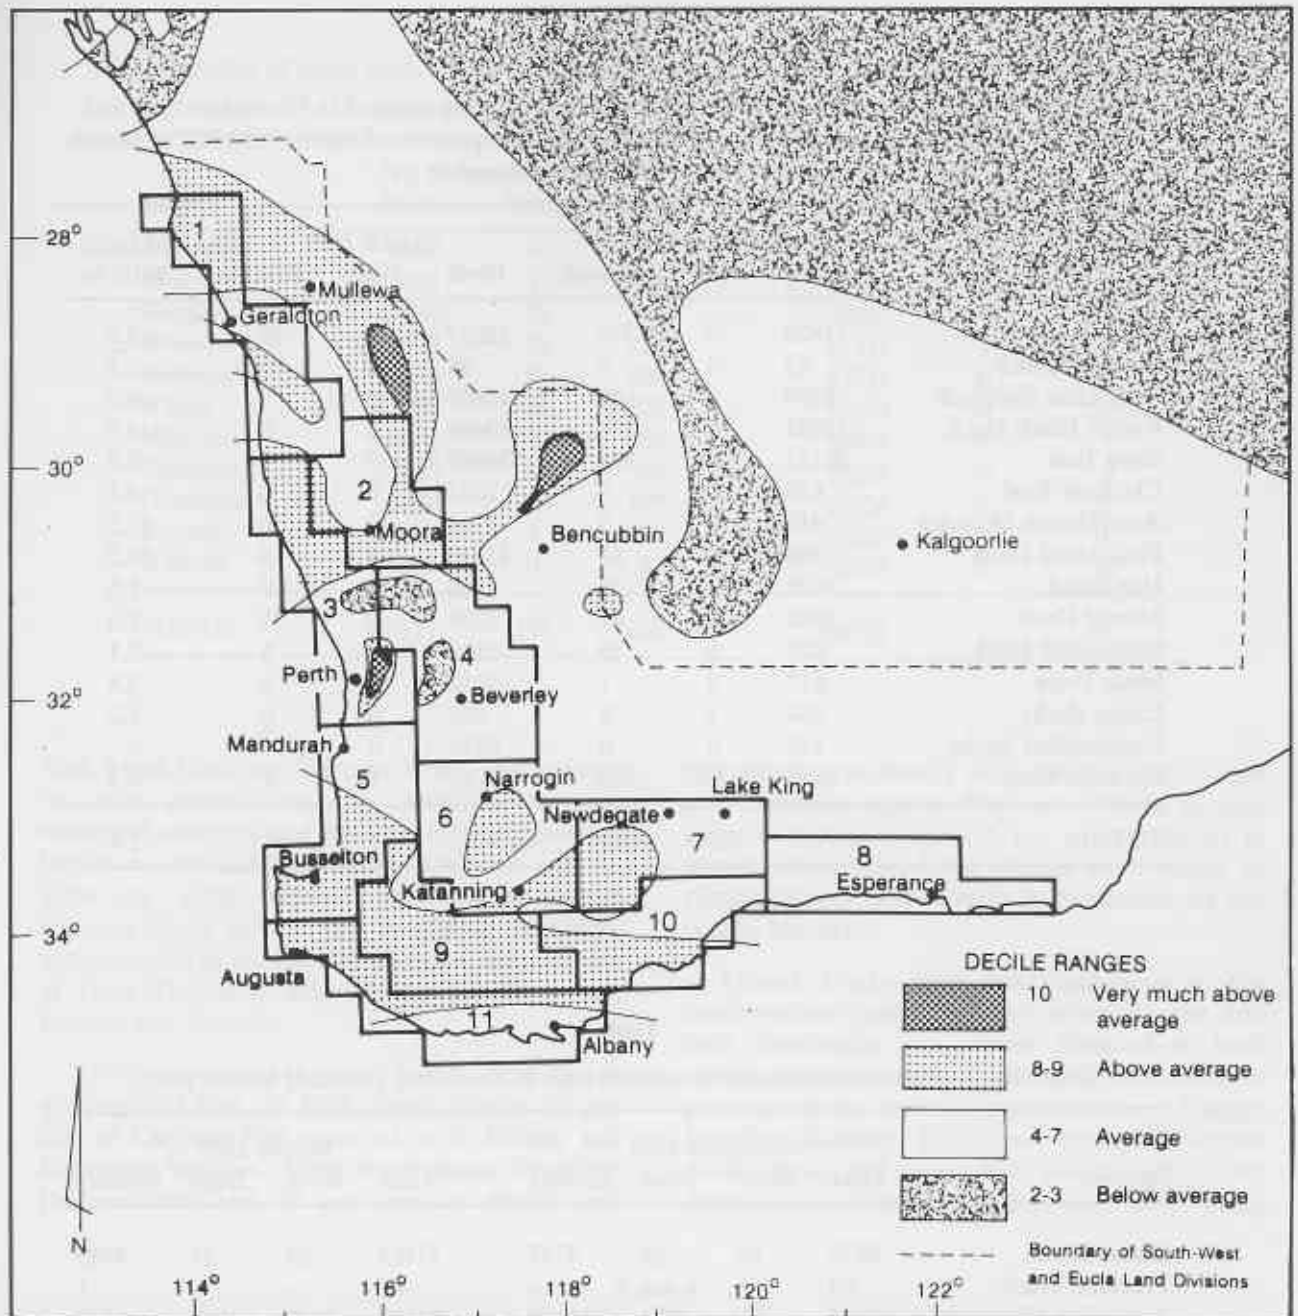 1
28°
Mullewa
Geraldton
30°
2
Moora
Bencubbin
Kalgoorlie
3
4
Perth
Beverley
32°
Mandurah
5
Narrogin
Lake King
6
Newdegate
7
8
Busselton
Katanning
Esperance
10
34°
9
Augusta
DECILE RANGES
10 Very much above
average
11
Albany
8-9 Above average
4-7 Average
2-3 Below average
N
Boundary of South-West
and Eucla Land Divisions
114° 116° 118° 120° 122°